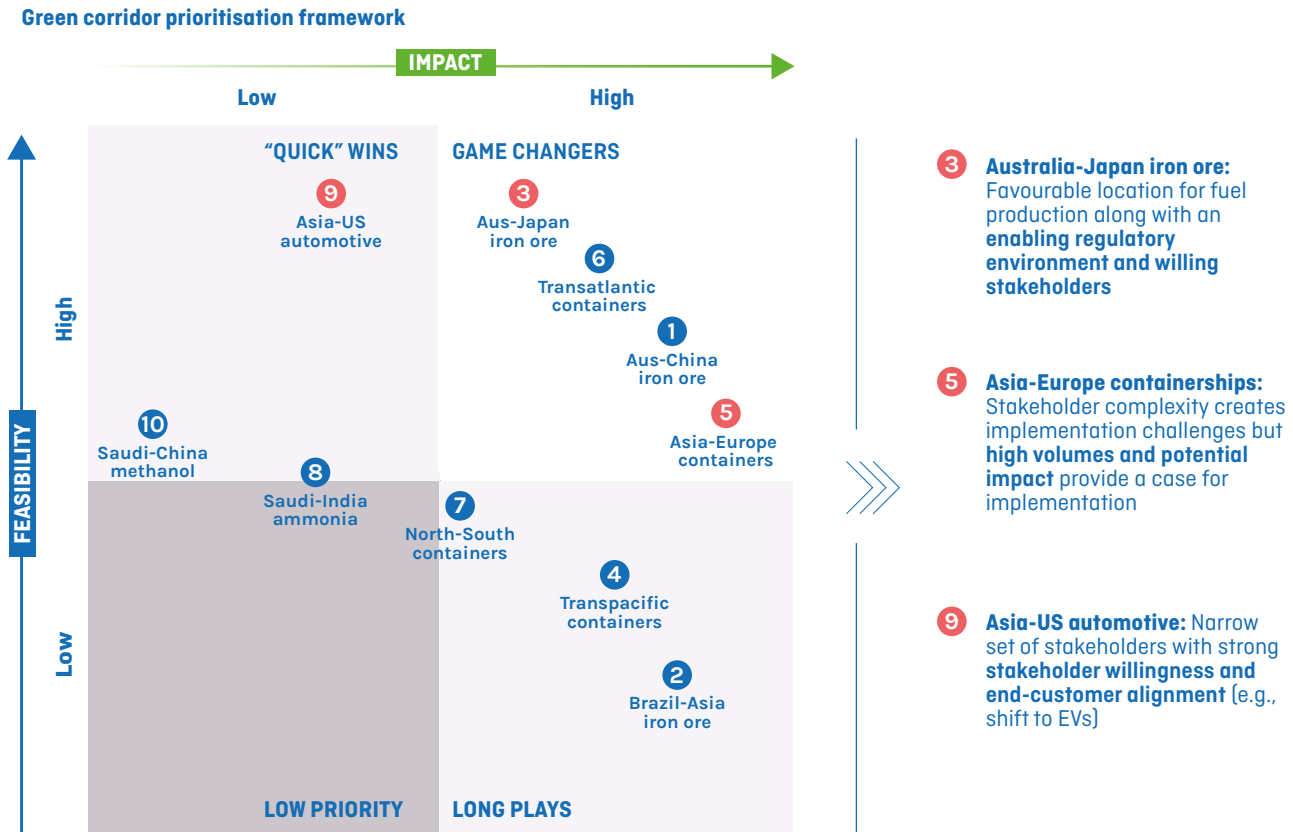 Green corridor prioritisation framework
IMPACT
Low
High
"QUICK" WINS
GAME CHANGERS
9
Asia-US
automotive
3
Aus-Japan
iron ore
6
Transatlantic
containers
High
1
Aus-China
iron ore
10
Saudi-China
methanol
5
Asia-Europe
containers
FEASIBILITY
8
Saudi-India
ammonia
7
North-South
containers
4
Transpacific
containers
Low
2
Brazil-Asia
iron ore
LOW PRIORITY
LONG PLAYS
3
Australia-Japan iron ore:
Favourable location for fuel
production along with an
enabling regulatory
environment and willing
stakeholders
5
Asia-Europe containerships:
Stakeholder complexity creates
implementation challenges but
high volumes and potential
impact provide a case for
implementation
9
Asia-US automotive: Narrow
set of stakeholders with strong
stakeholder willingness and
end-customer alignment (e.g.,
shift to EVs)